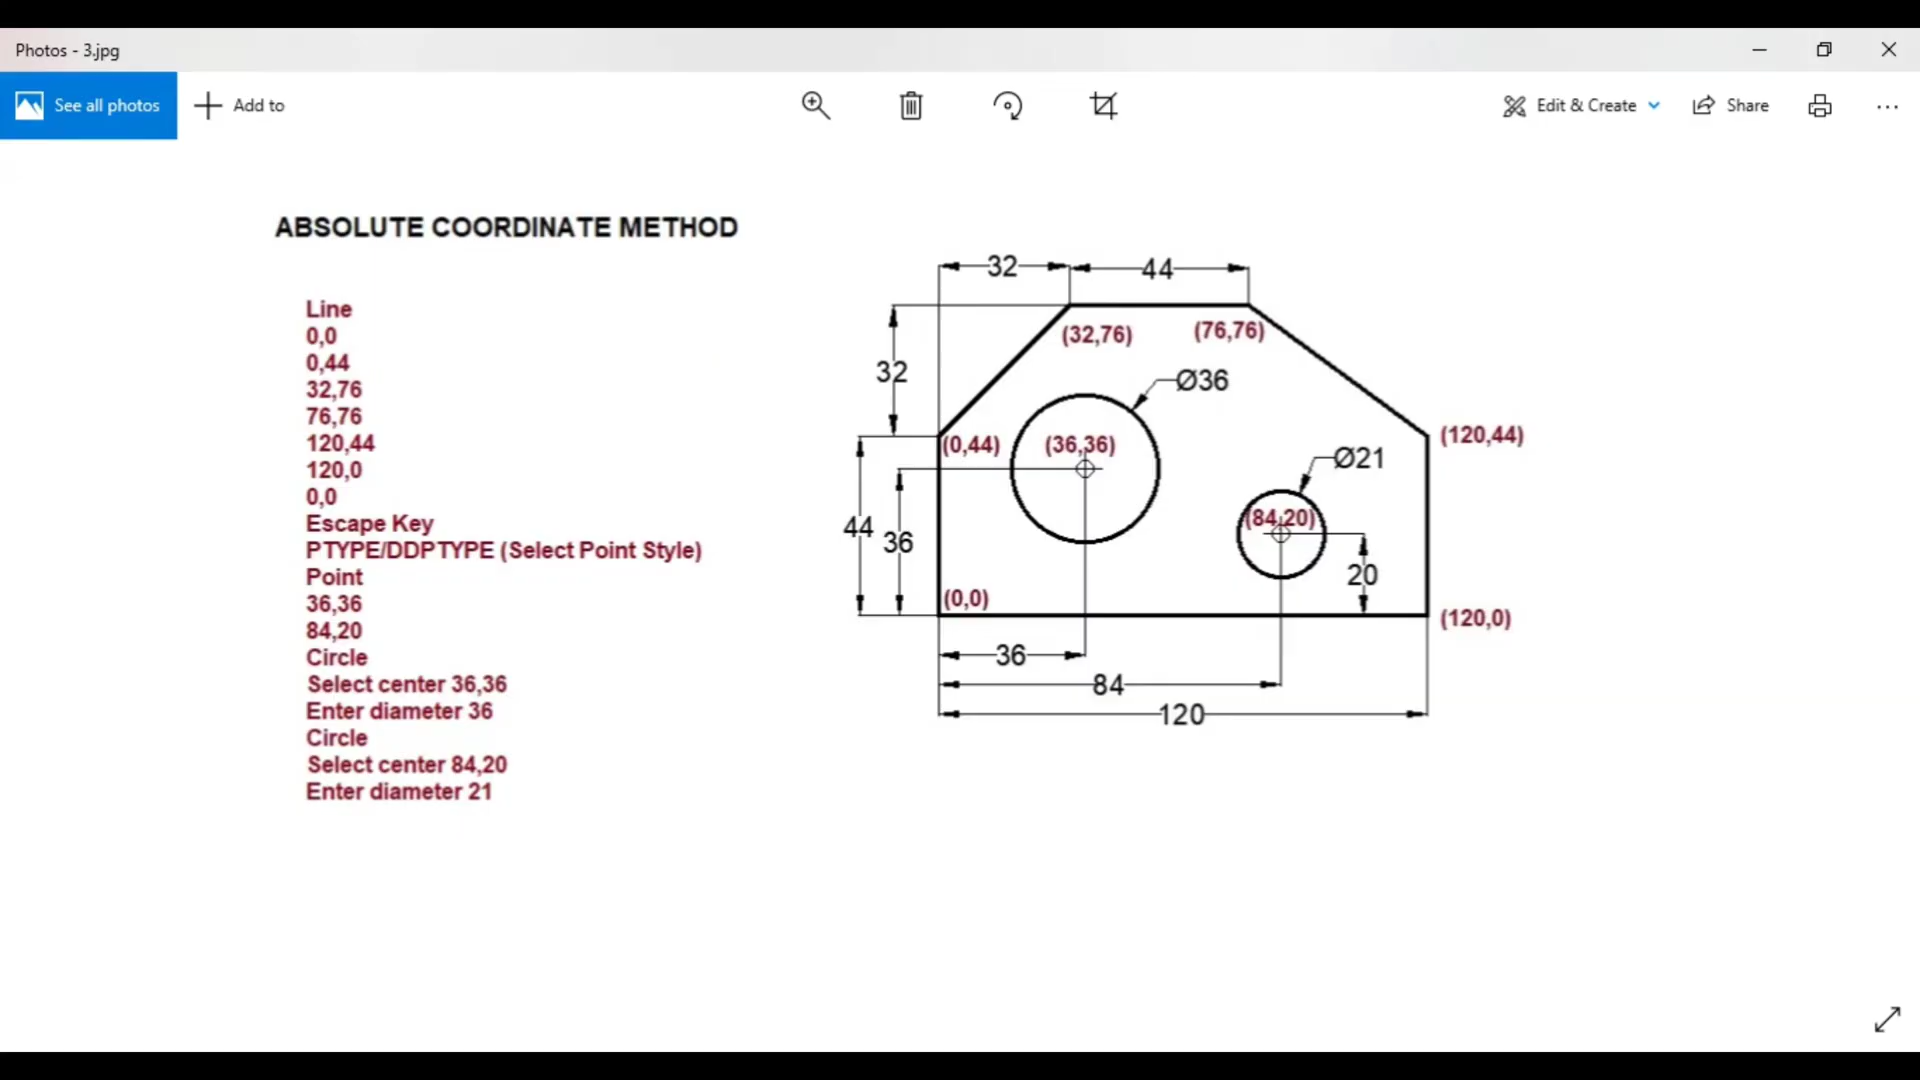 Photos - 3.jpg
See all photos
Add to
Edit & Create
Share
ABSOLUTE COORDINATE METHOD
Line
0,0
0,44
32,76
76,76
120,44
120,0
0,0
Escape Key
PTYPE/DDPTYPE (Select Point Style)
Point
36,36
84,20
Circle
Select center 36,36
Enter diameter 36
Circle
Select center 84,20
Enter diameter 21
32
44
(32,76)
(76,76)
32
Ø36
(0,44)
(36,36)
(120,44)
Ø21
44
36
(84,20)
20
(0,0)
(120,0)
36
84
120